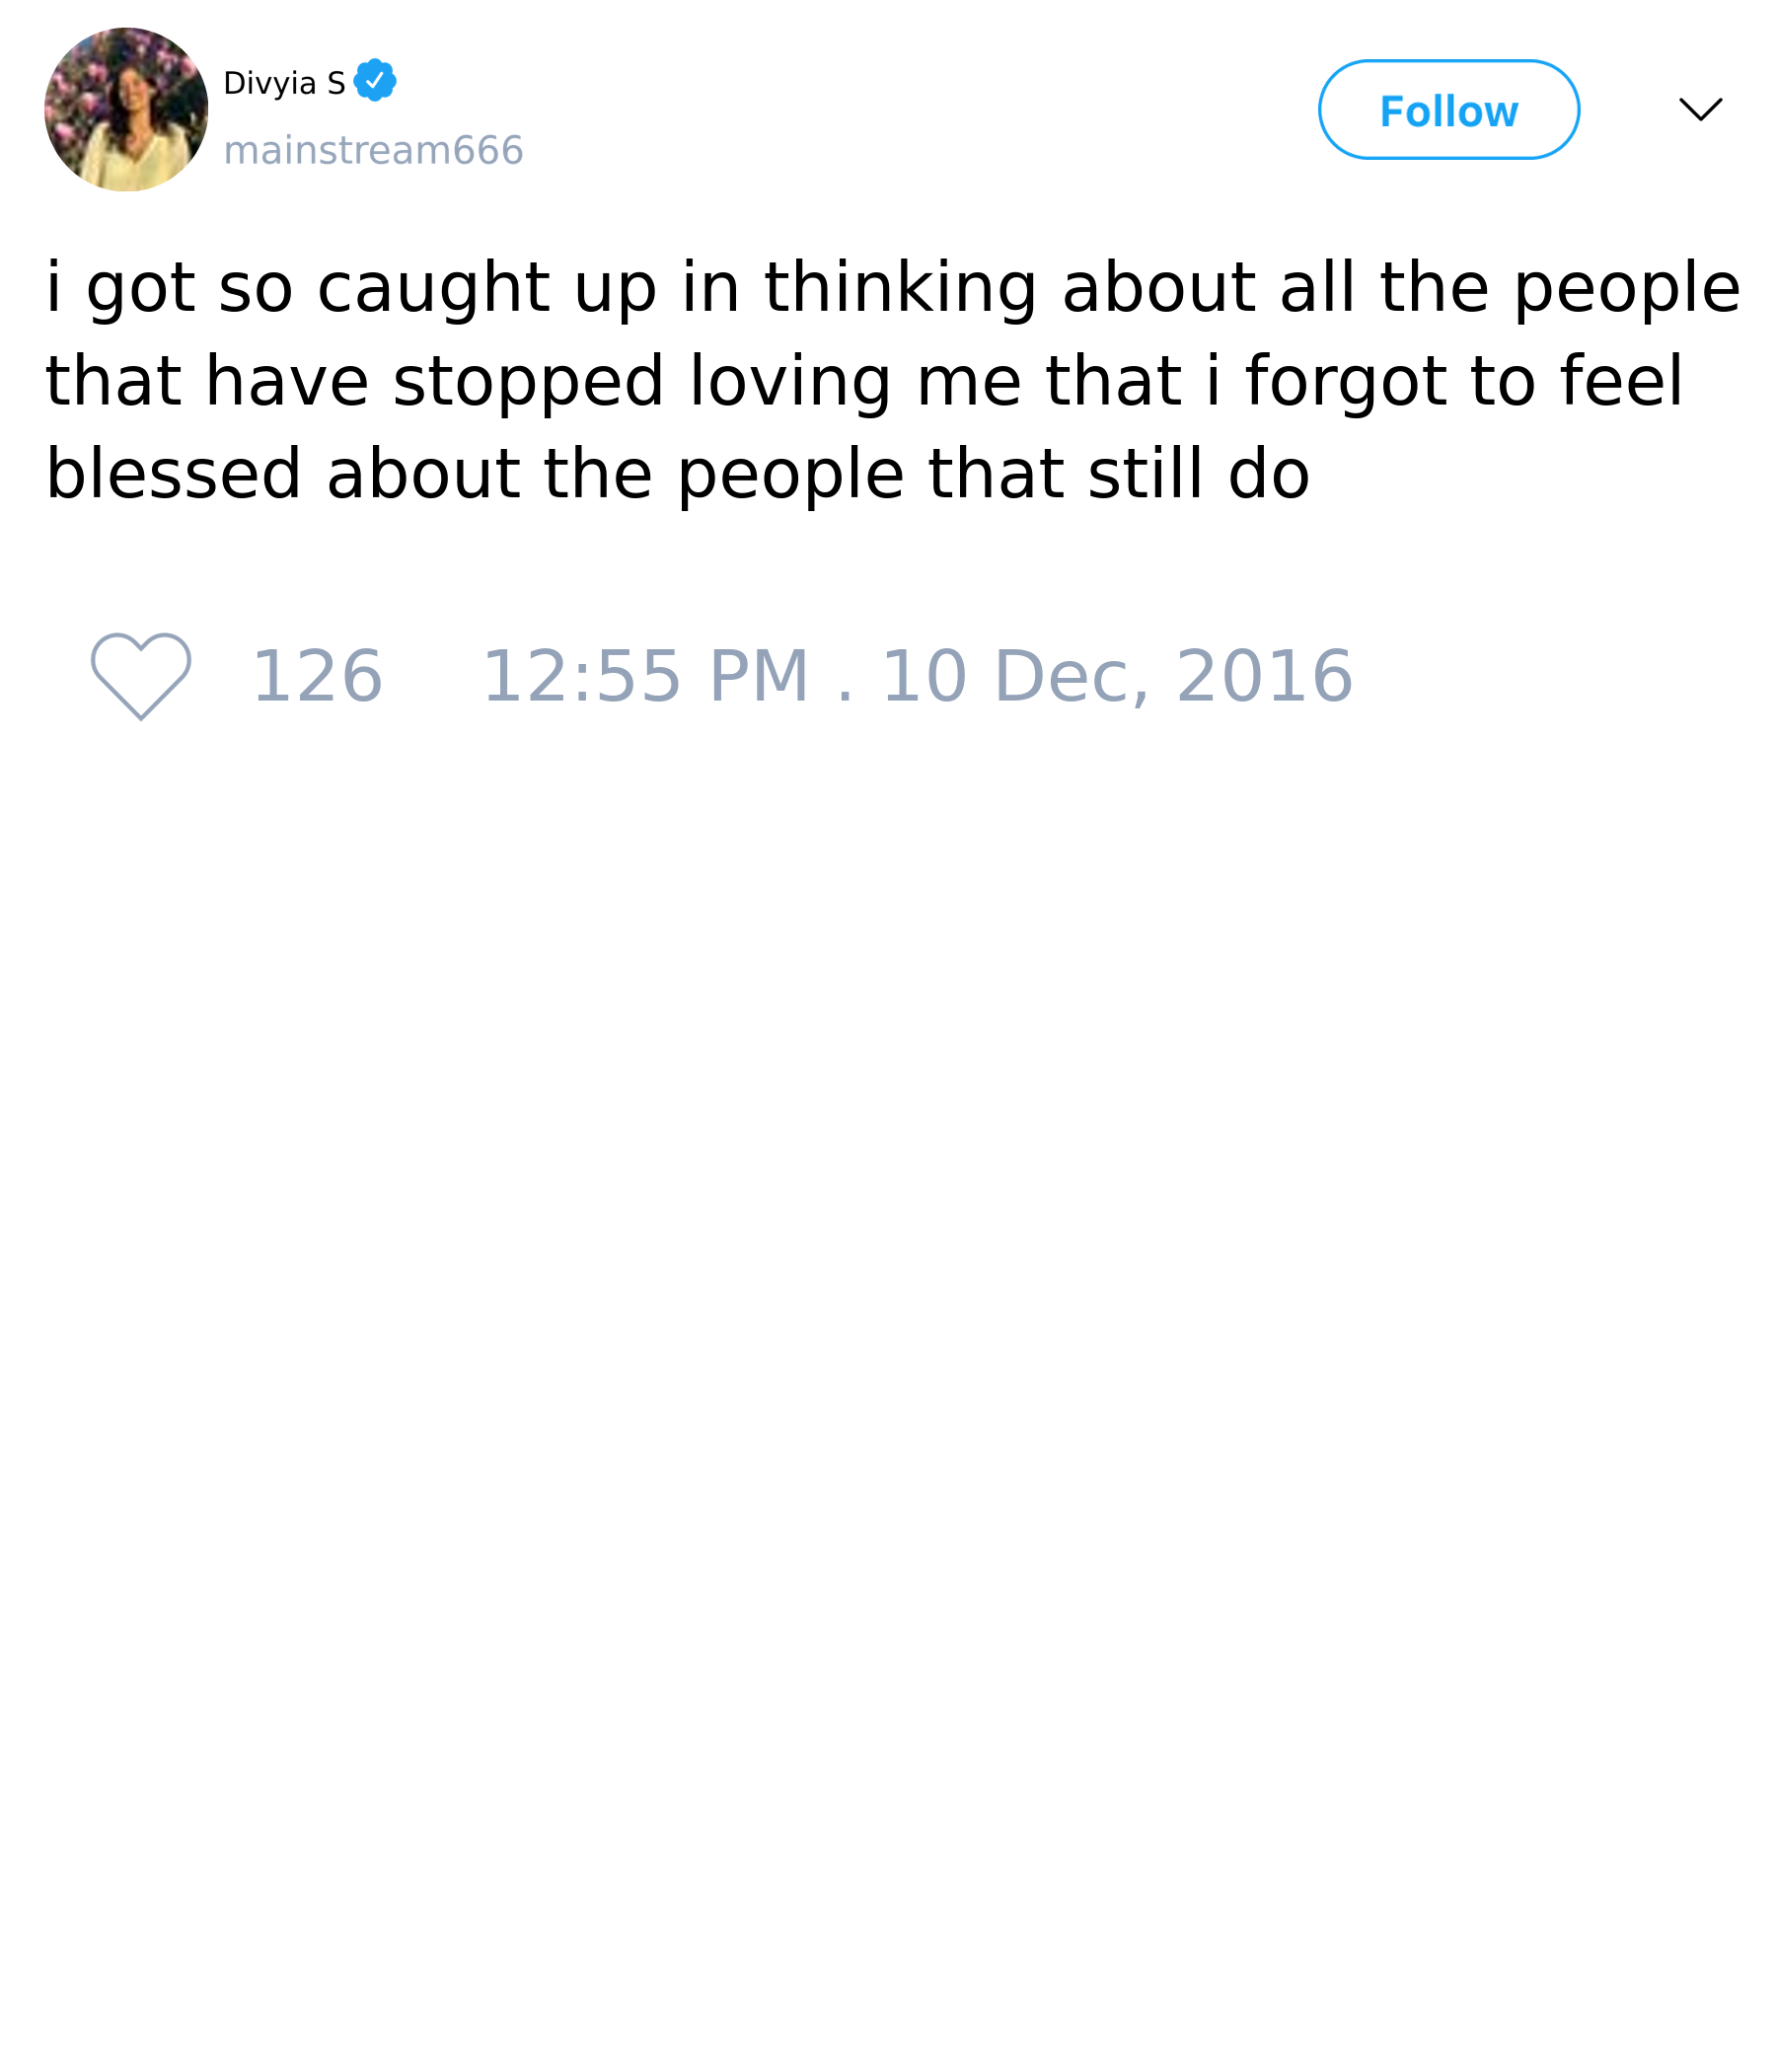 Divyia S
mainstream666
Follow
i got so caught up in thinking about all the people
that have stopped loving me that i forgot to feel
blessed about the people that still do
126 12:55 PM . 10 Dec, 2016